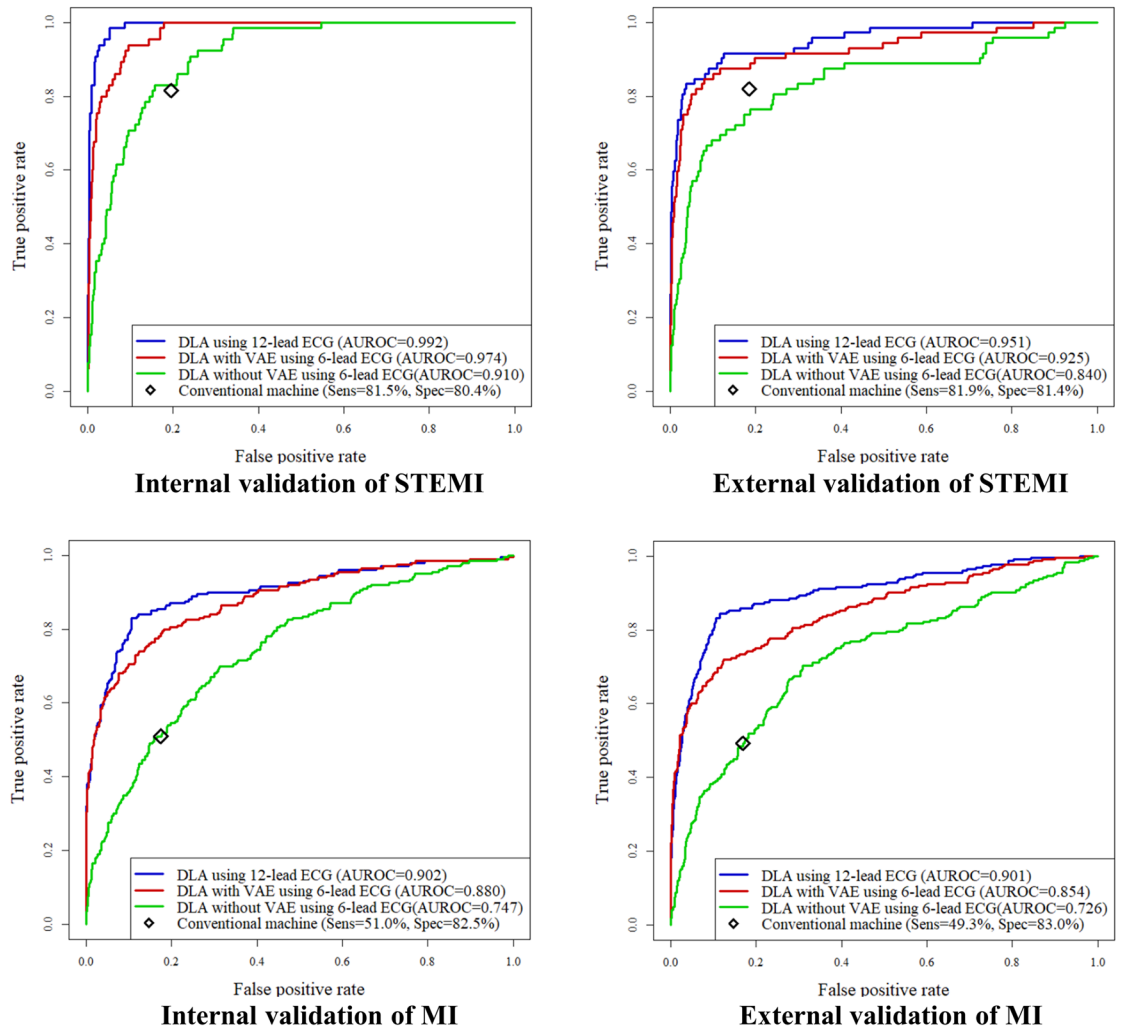 True positive rate
1.0
0.8
0.6
0.4
0.2
0.0
DLA using 12-lead ECG (AUROC=0.992)
DLA with VAE using 6-lead ECG (AUROC=0.974)
DLA without VAE using 6-lead ECG(AUROC=0.910)
Conventional machine (Sens=81.5%, Spec=80.4%)
0.0 0.2 0.4 0.6 0.8 1.0
False positive rate
Internal validation of STEMI
True positive rate
1.0
0.8
0.6
0.4
0.2
0.0
DLA using 12-lead ECG (AUROC=0.951)
DLA with VAE using 6-lead ECG (AUROC=0.925)
DLA without VAE using 6-lead ECG(AUROC=0.840)
Conventional machine (Sens=81.9%, Spec=81.4%)
0.0 0.2 0.4 0.6 0.8 1.0
False positive rate
External validation of STEMI
True positive rate
1.0
0.8
0.6
0.4
0.2
0.0
DLA using 12-lead ECG (AUROC=0.902)
DLA with VAE using 6-lead ECG (AUROC=0.880)
DLA without VAE using 6-lead ECG(AUROC=0.747)
Conventional machine (Sens=51.0%, Spec=82.5%)
0.0 0.2 0.4 0.6 0.8 1.0
False positive rate
Internal validation of MI
True positive rate
1.0
0.8
0.6
0.4
0.2
0.0
DLA using 12-lead ECG (AUROC=0.901)
DLA with VAE using 6-lead ECG (AUROC=0.854)
DLA without VAE using 6-lead ECG(AUROC=0.726)
Conventional machine (Sens=49.3%, Spec=83.0%)
0.0 0.2 0.4 0.6 0.8 1.0
False positive rate
External validation of MI